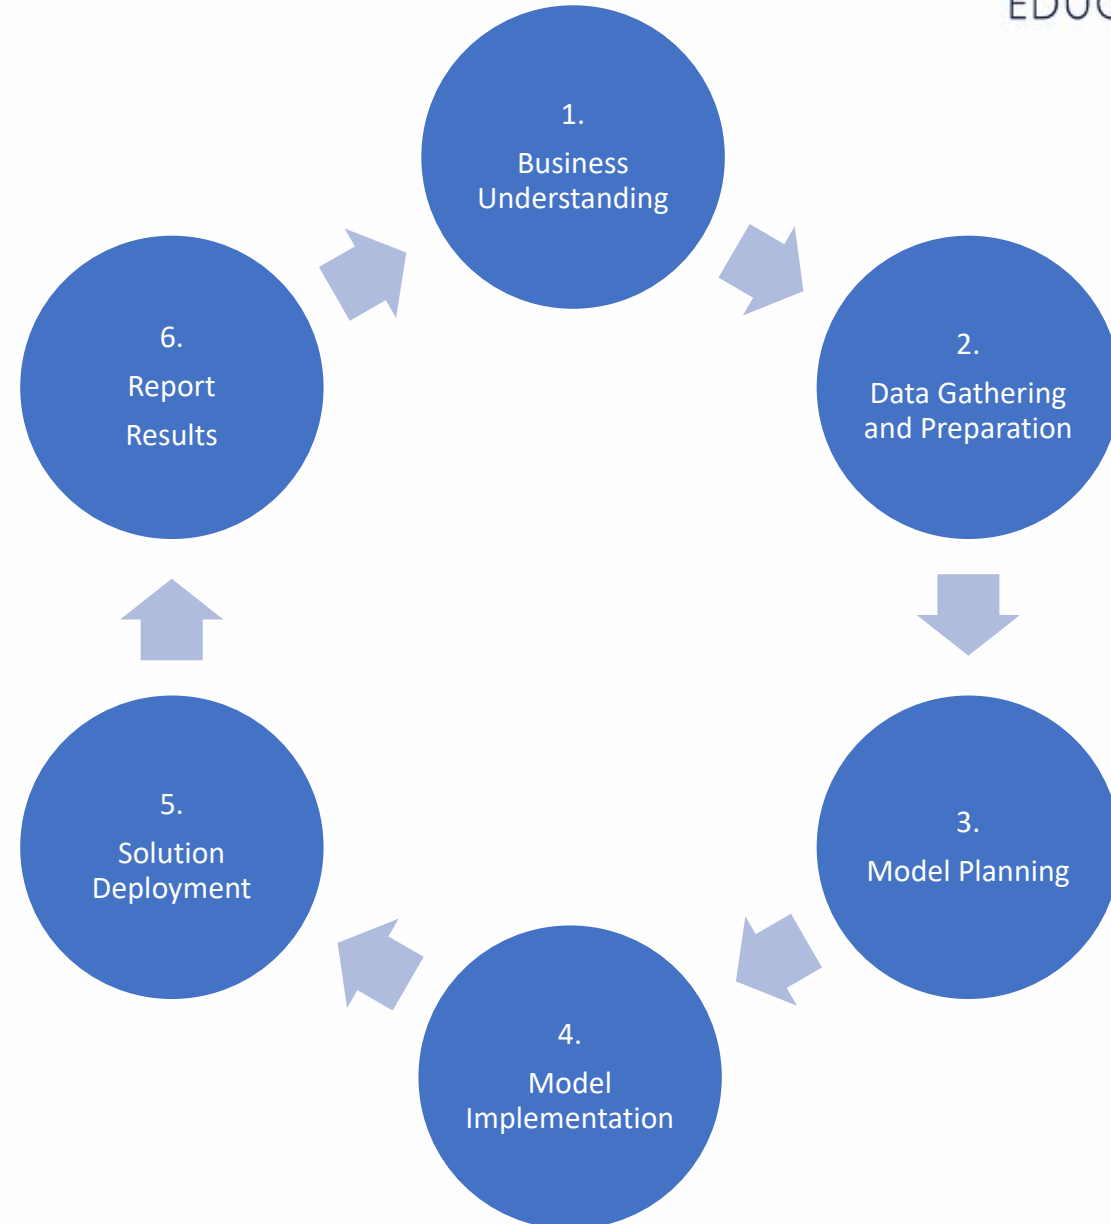 EDUC
1.
Business
Understanding
2.
Data Gathering
and Preparation
3.
Model Planning
4.
Model
Implementation
5.
Solution
Deployment
6.
Report
Results